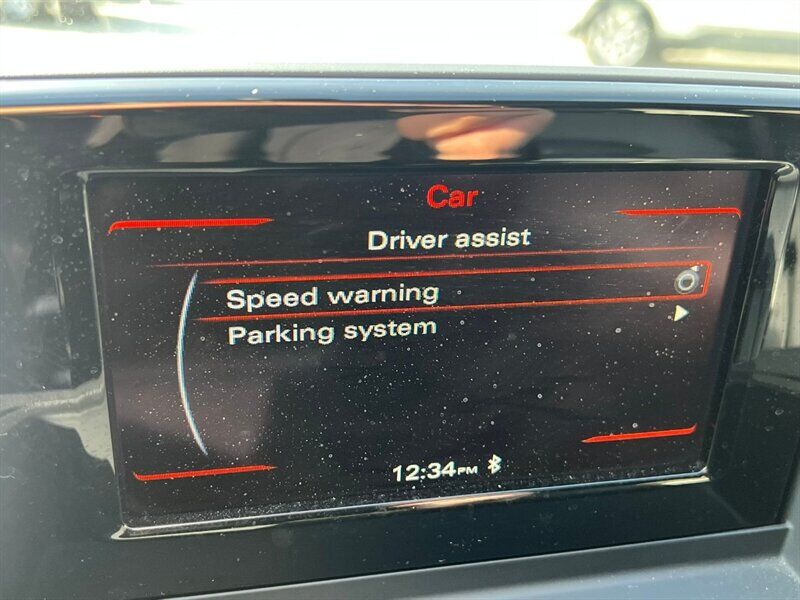 Car
Driver assist
Speed warning
Parking system
12:34PM